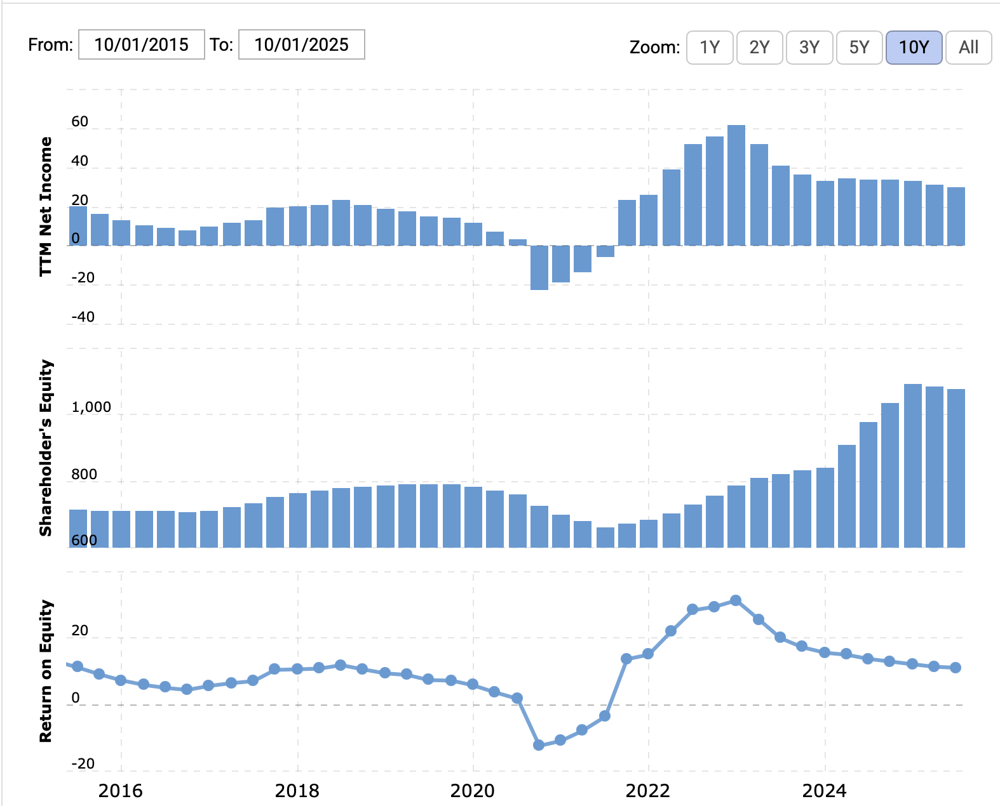 From: 10/01/2015 To: 10/01/2025 Zoom: 1Y 2Y 3Y 5Y 10Y All
TTM Net Income
60
40
20
0
-20
-40
Shareholder's Equity
1,000
800
600
Return on Equity
20
0
-20
2016 2018 2020 2022 2024